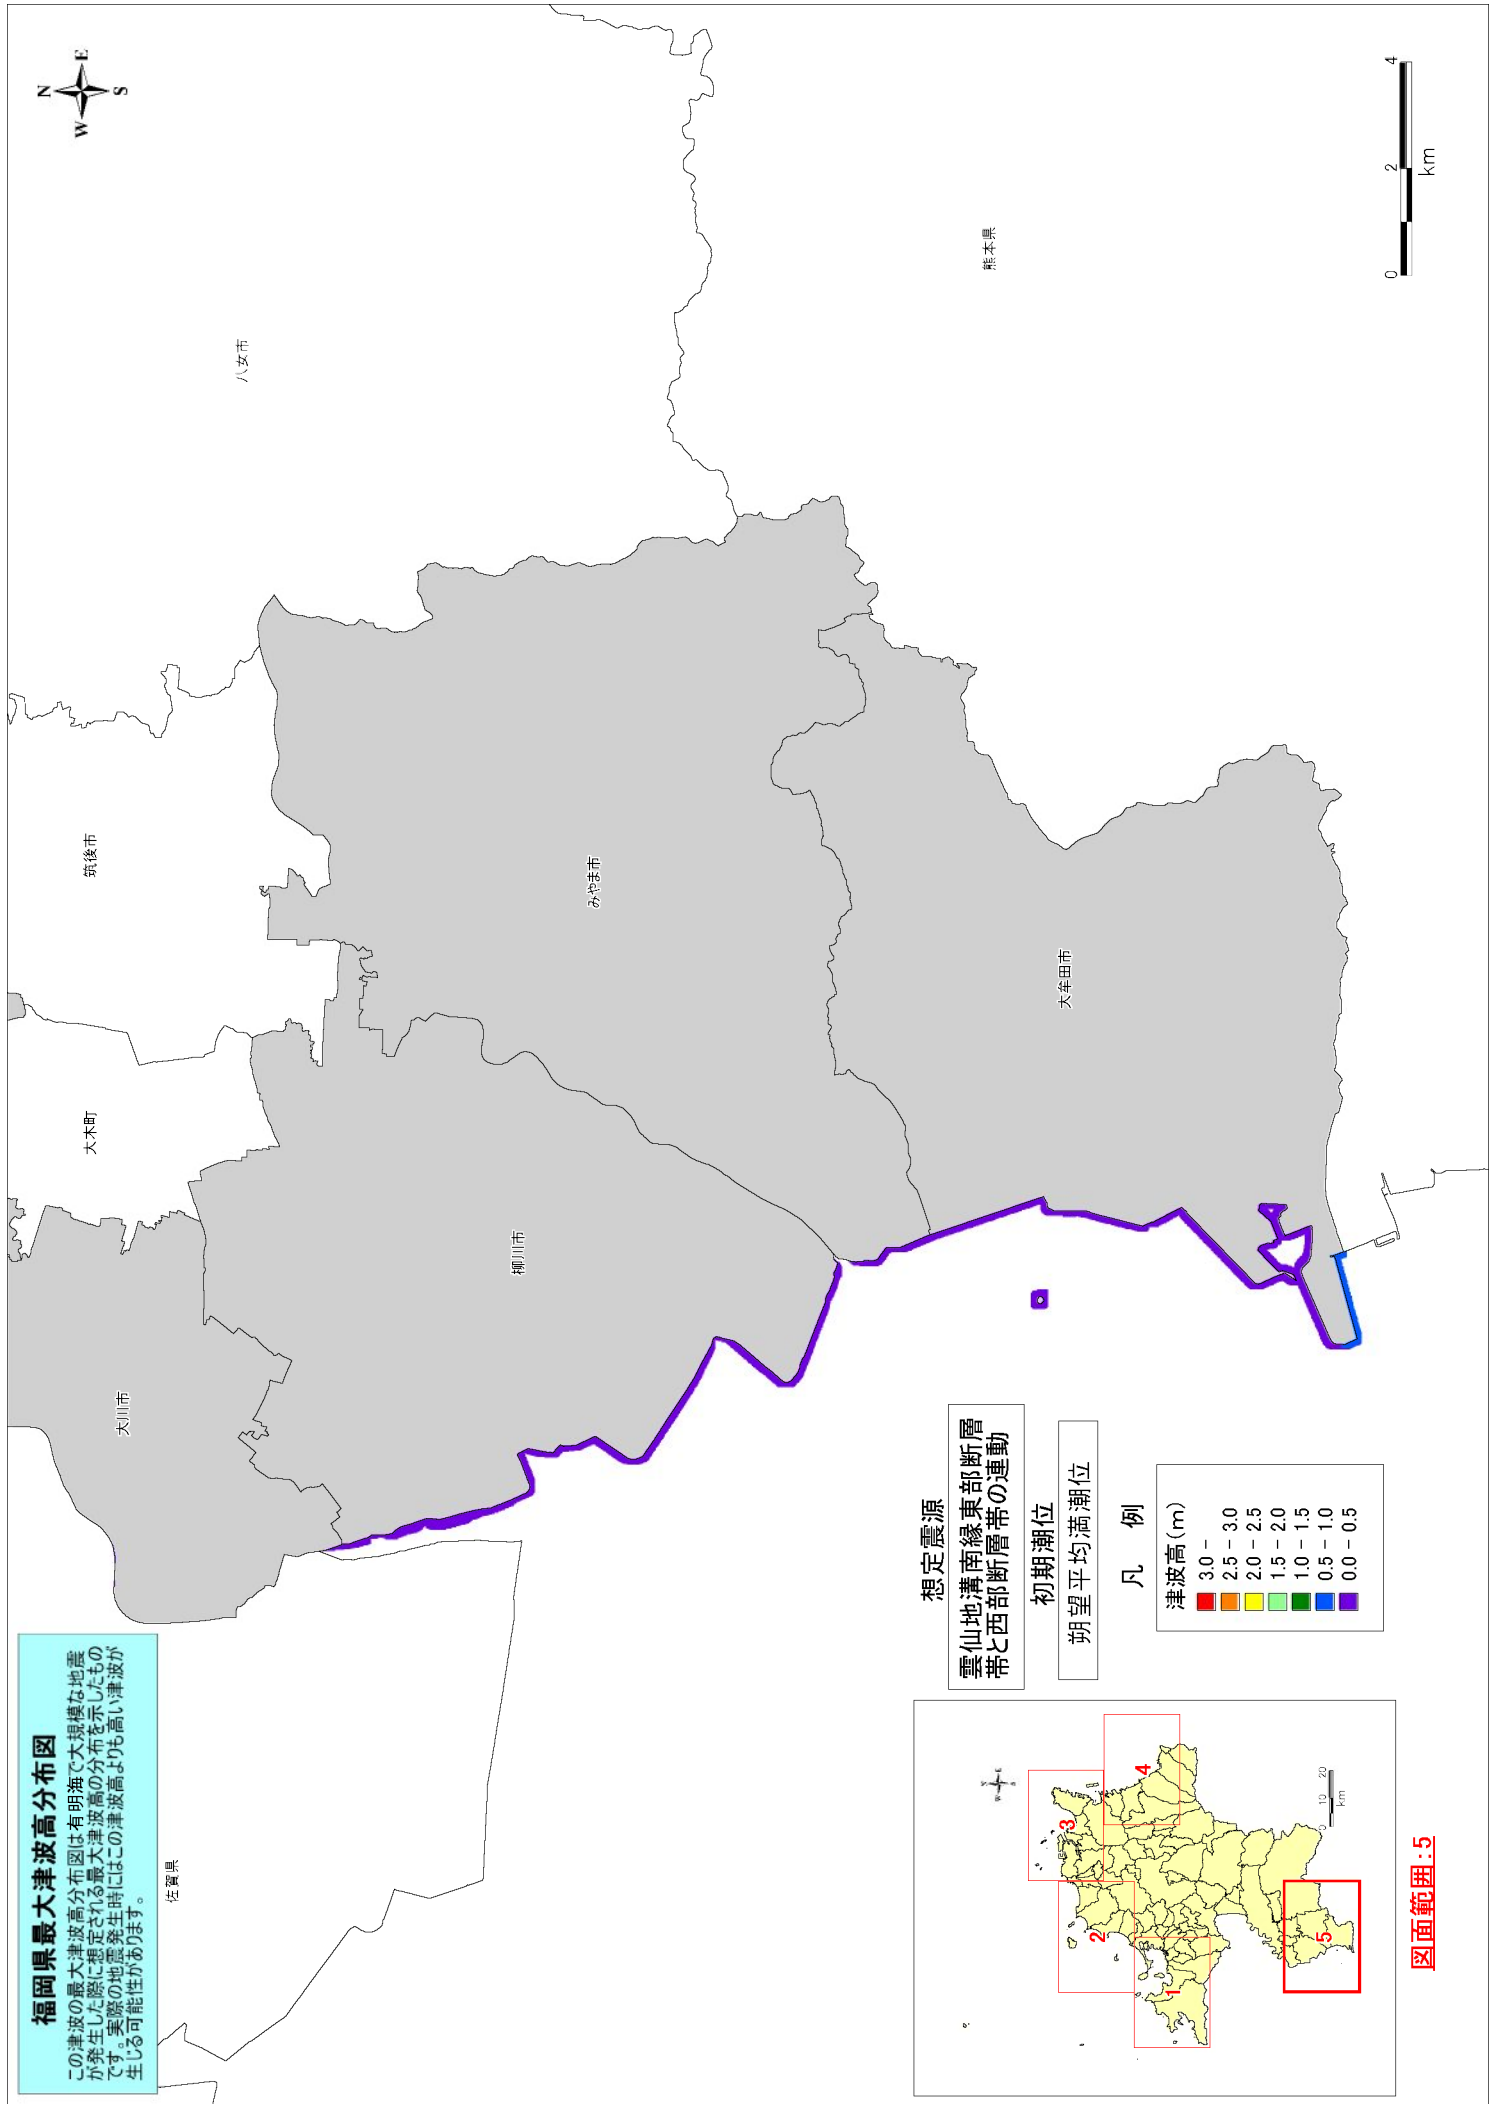 福岡県最大津波高分布図
この津波の最大津波高分布図は有明海で大規模な地震
が発生した際に想定される最大津波高の分布を示したもの
です。実際の地震発生時にはこの津波高よりも高い津波が
生じる可能性があります。
N
W E
S
佐賀県
大川市
大木町
筑後市
八女市
柳川市
みやま市
大牟田市
熊本県
想定震源
雲仙地溝南縁東部断層
帯と西部断層帯の連動
初期潮位
朔望平均満潮位
凡 例
津波高(m)
3.0 -
2.5 - 3.0
2.0 - 2.5
1.5 - 2.0
1.0 - 1.5
0.5 - 1.0
0.0 - 0.5
N
W E
S
1
2
3
4
5
0 10 20
km
図面範囲:5
0 2 4
km